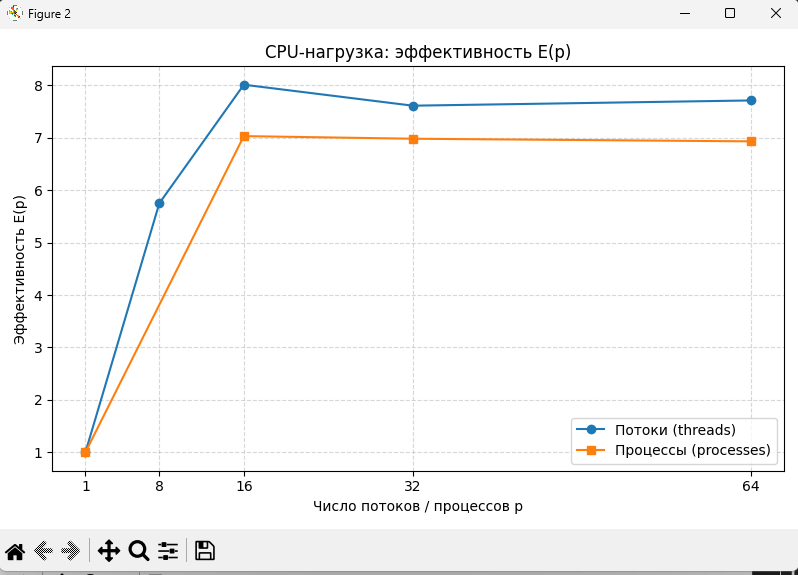 Figure 2
CPU-нагрузка: эффективность E(p)
Эффективность E(p)
8
7
6
5
4
3
2
1
Потоки (threads)
Процессы (processes)
1 8 16 32 64
Число потоков / процессов p